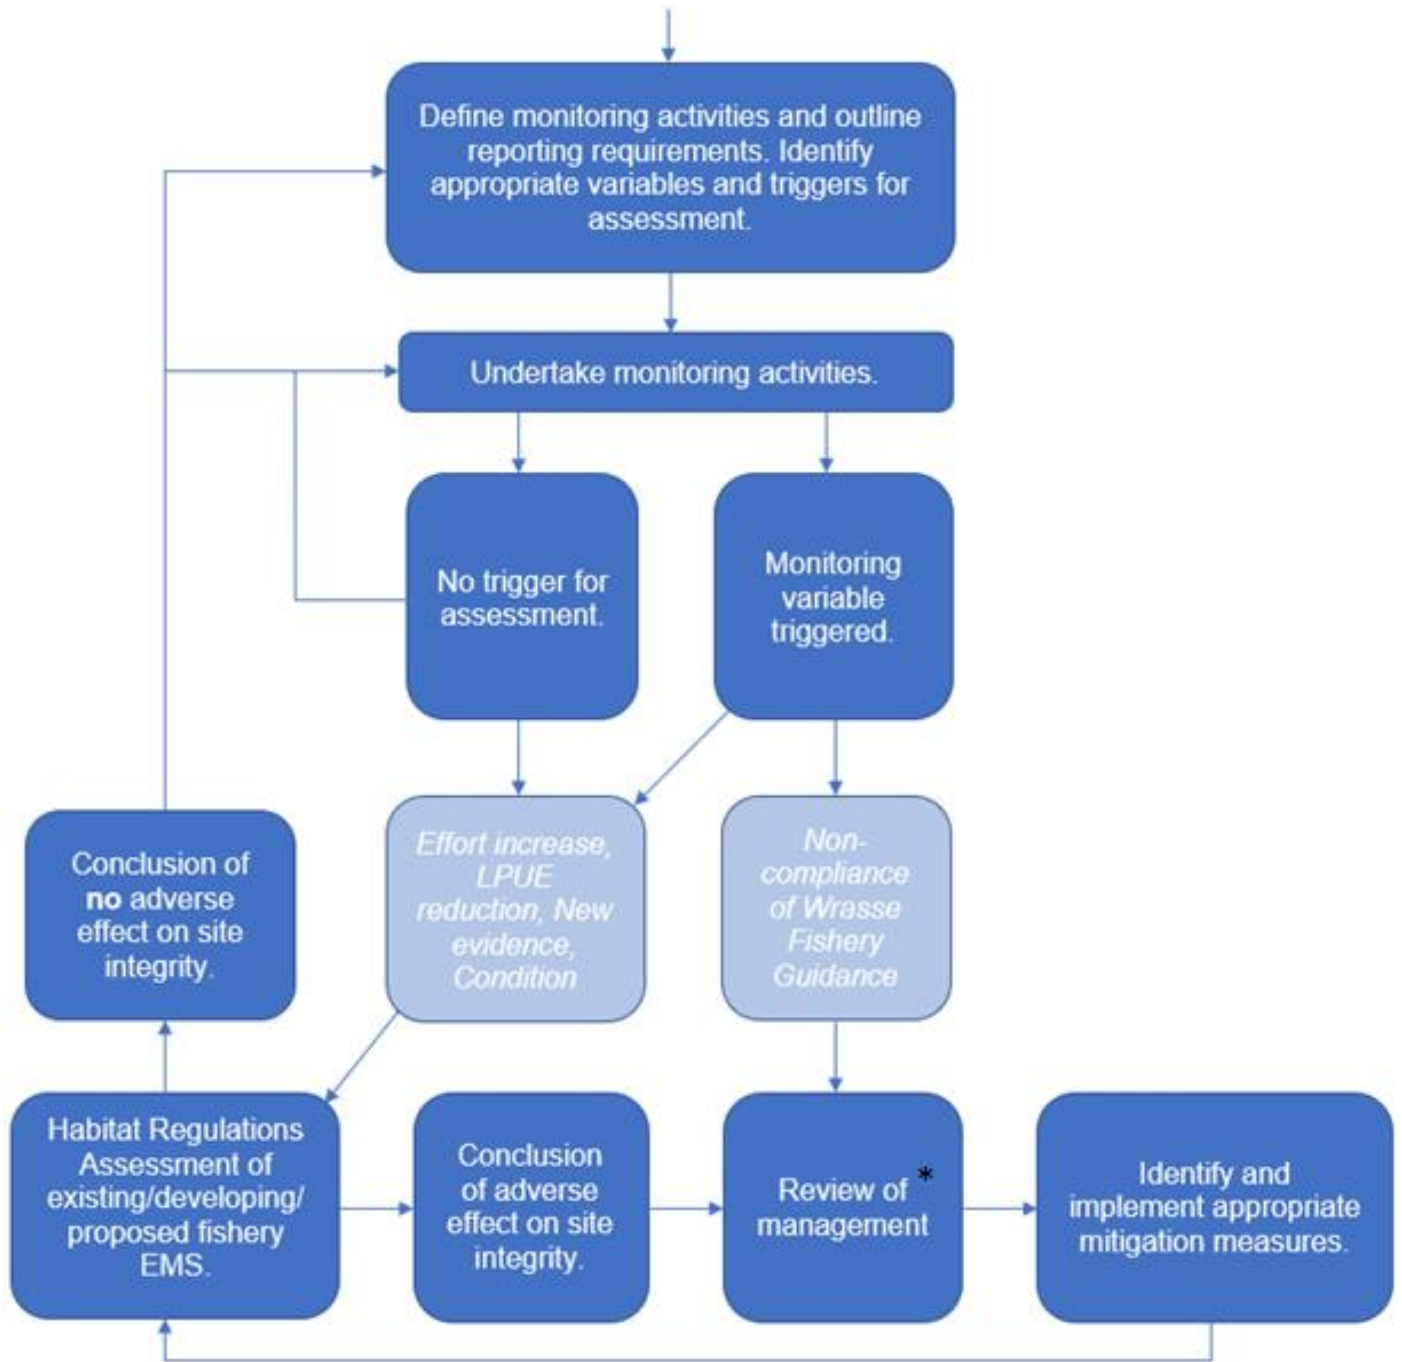 Define monitoring activities and outline
reporting requirements. Identify
appropriate variables and triggers for
assessment.
Undertake monitoring activities.
No trigger for
assessment.
Monitoring
variable
triggered.
Conclusion of
no adverse
effect on site
integrity.
Effort increase,
LPUE
reduction, New
evidence,
Condition
Non-
compliance
of Wrasse
Fishery
Guidance
Habitat Regulations
Assessment of
existing/developing/
proposed fishery
EMS.
Conclusion
of adverse
effect on site
integrity.
Review of *
management
Identify and
implement appropriate
mitigation measures.